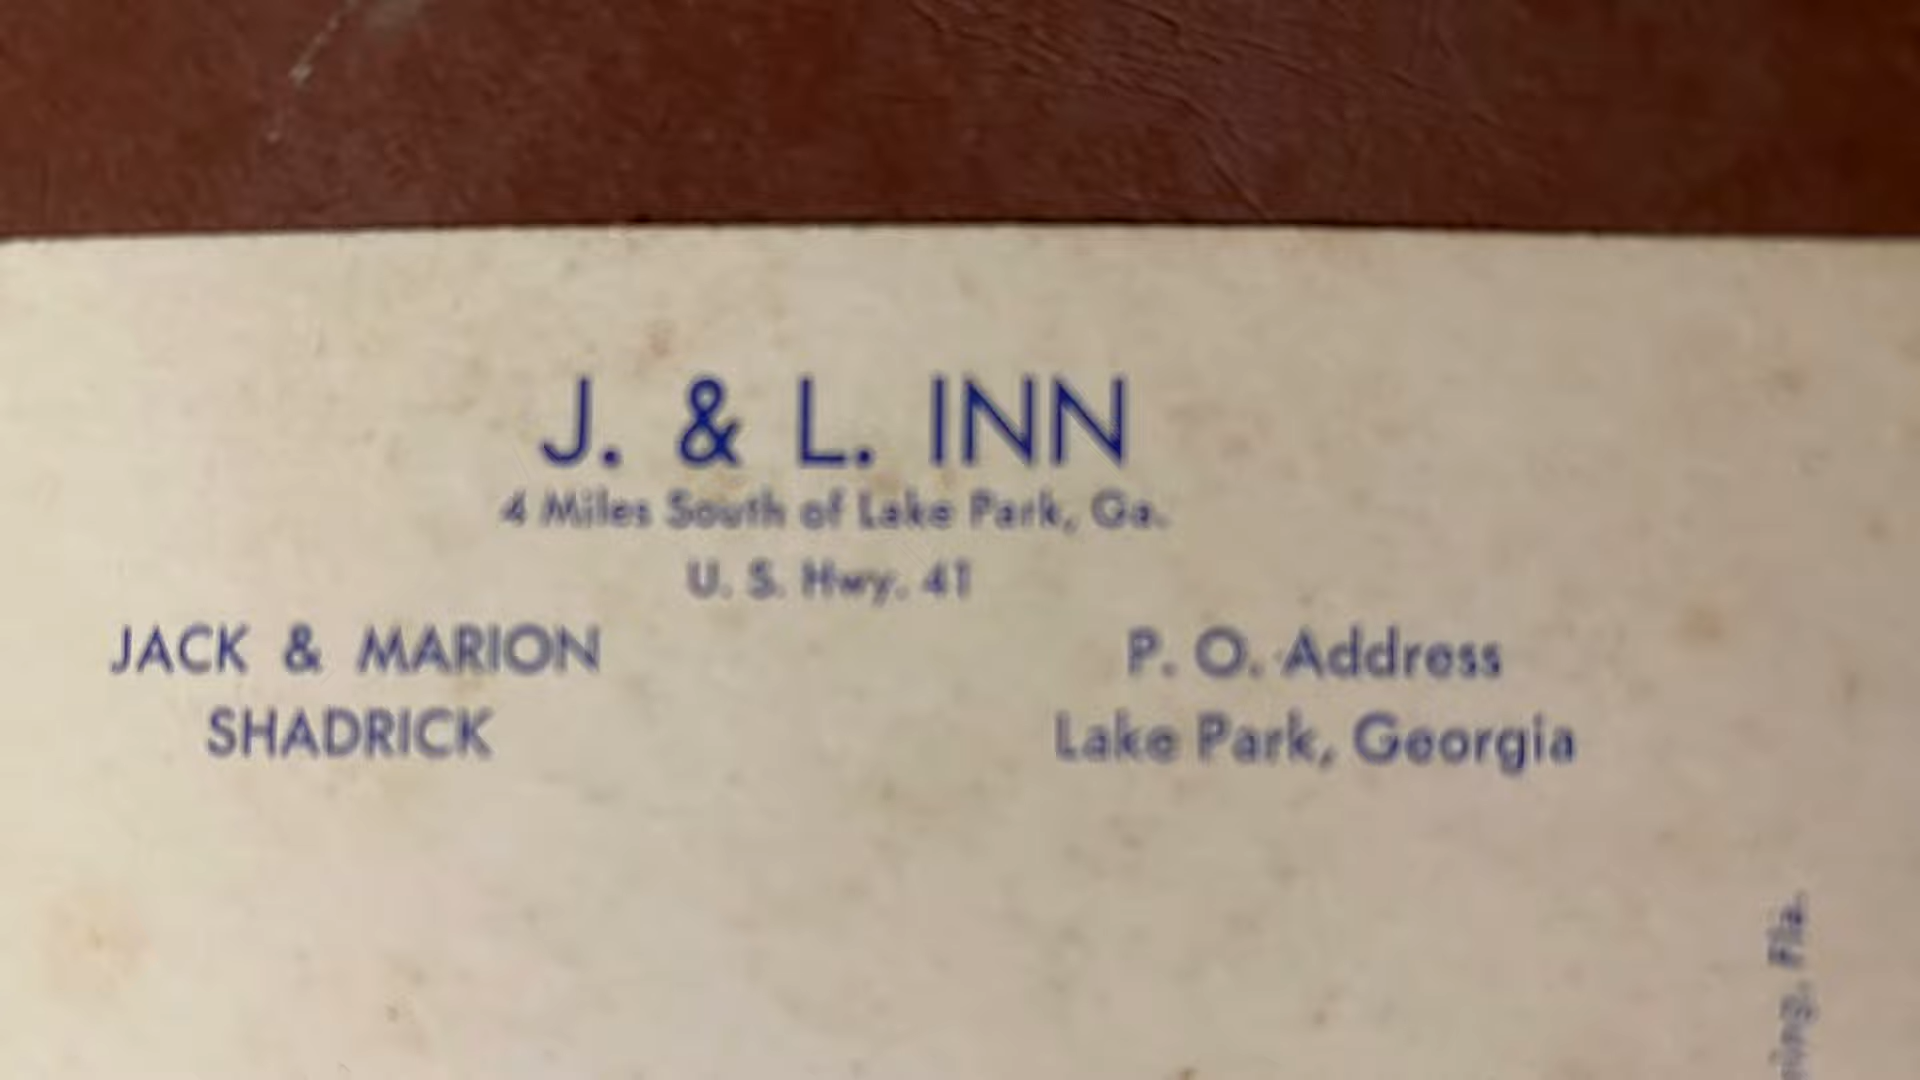 J. & L. INN
4 Miles South of Lake Park, Ga.
U. S. Hwy. 41
JACK & MARION
SHADRICK
P. O. Address
Lake Park, Georgia
Fla.